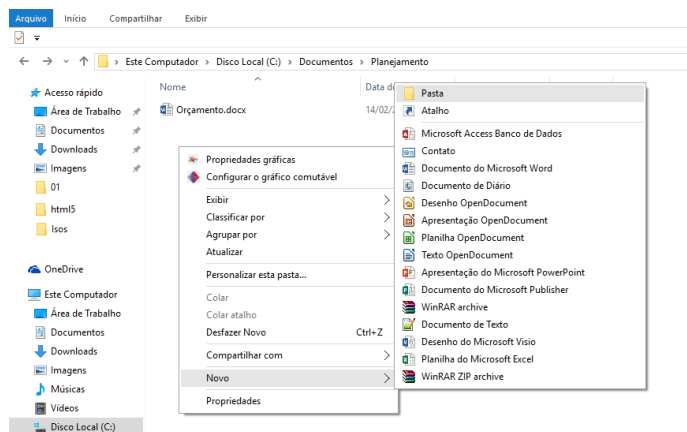 Arquivo Início Compartilhar Exibir
Este Computador > Disco Local (C:) > Documentos > Planejamento
Acesso rápido
Área de Trabalho
Documentos
Downloads
Imagens
01
html5
Isos
OneDrive
Este Computador
Área de Trabalho
Documentos
Downloads
Imagens
Músicas
Vídeos
Disco Local (C:)
Nome Data d
Orçamento.docx 14/02/
Propriedades gráficas
Configurar o gráfico comutável
Exibir
Classificar por
Agrupar por
Atualizar
Personalizar esta pasta...
Colar
Colar atalho
Desfazer Novo Ctrl+Z
Compartilhar com
Novo
Propriedades
Pasta
Atalho
Microsoft Access Banco de Dados
Contato
Documento do Microsoft Word
Documento de Diário
Desenho OpenDocument
Apresentação OpenDocument
Planilha OpenDocument
Texto OpenDocument
Apresentação do Microsoft PowerPoint
Documento do Microsoft Publisher
WinRAR archive
Documento de Texto
Desenho do Microsoft Visio
Planilha do Microsoft Excel
WinRAR ZIP archive